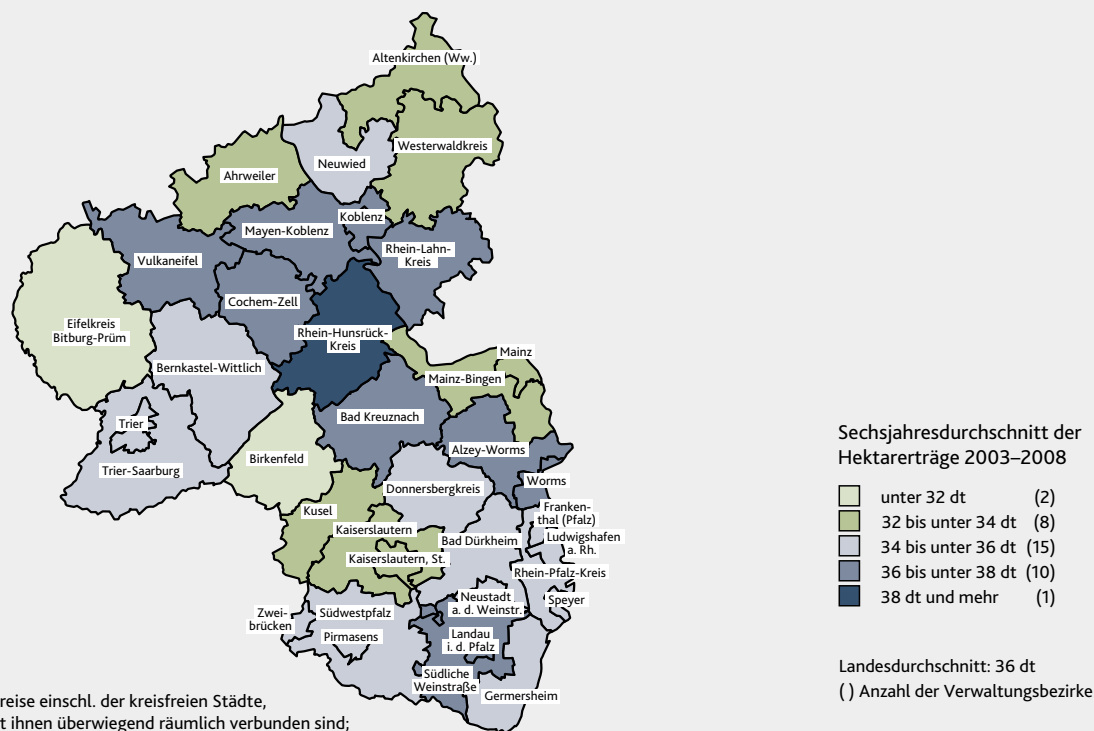 Altenkirchen (Ww.)
Westerwaldkreis
Neuwied
Ahrweiler
Koblenz
Mayen-Koblenz
Rhein-Lahn-
Kreis
Vulkaneifel
Cochem-Zell
Eifelkreis
Bitburg-Prüm
Rhein-Hunsrück-
Kreis
Mainz
Bernkastel-Wittlich
Mainz-Bingen
Bad Kreuznach
Trier
Alzey-Worms
Birkenfeld
Trier-Saarburg
Donnersbergkreis
Worms
Kusel
Franken-
thal (Pfalz)
Kaiserslautern
Bad Dürkheim
Ludwigshafen
a. Rh.
Kaiserslautern, St.
Rhein-Pfalz-Kreis
Neustadt
a. d. Weinstr.
Speyer
Zwei-
brücken
Südwestpfalz
Pirmasens
Landau
i. d. Pfalz
Südliche
Weinstraße
Germersheim
Sechsjahresdurchschnitt der
Hektarerträge 2003–2008
unter 32 dt (2)
32 bis unter 34 dt (8)
34 bis unter 36 dt (15)
36 bis unter 38 dt (10)
38 dt und mehr (1)
Landesdurchschnitt: 36 dt
( ) Anzahl der Verwaltungsbezirke
reise einschl. der kreisfreien Städte,
t ihnen überwiegend räumlich verbunden sind;